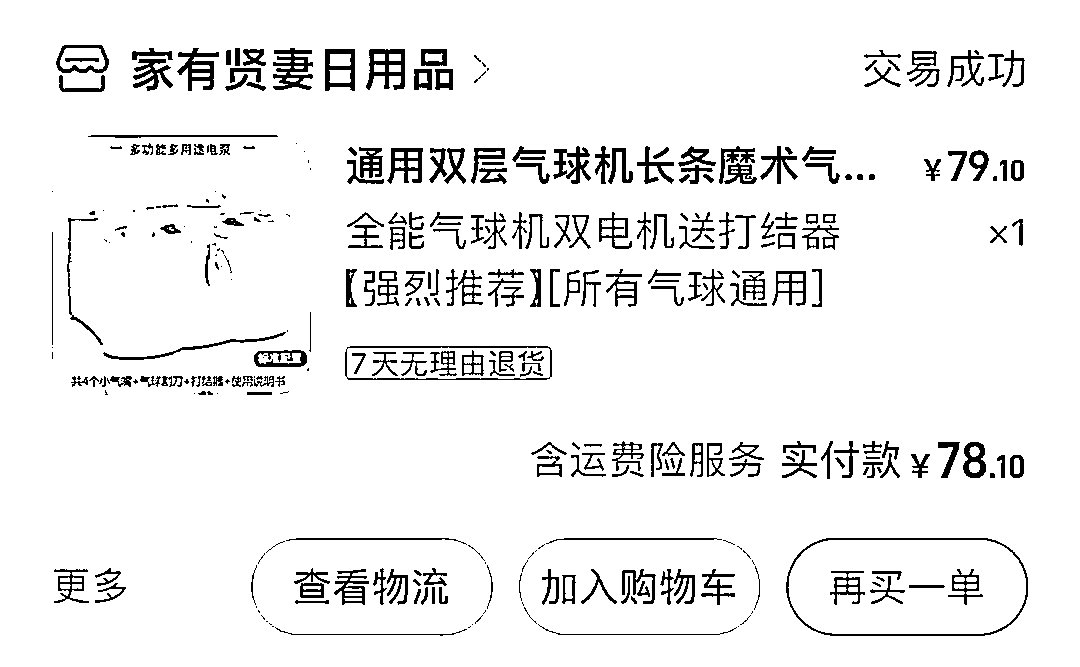 家有贤妻日用品 >
交易成功
多功能多用途电泵
标准配置
共4个小气嘴+气球割刀+打结器+使用说明书
通用双层气球机长条魔术气... ¥79.10
全能气球机双电机送打结器 ×1
【强烈推荐】[所有气球通用]
7天无理由退货
含运费险服务 实付款 ¥78.10
更多 查看物流 加入购物车 再买一单